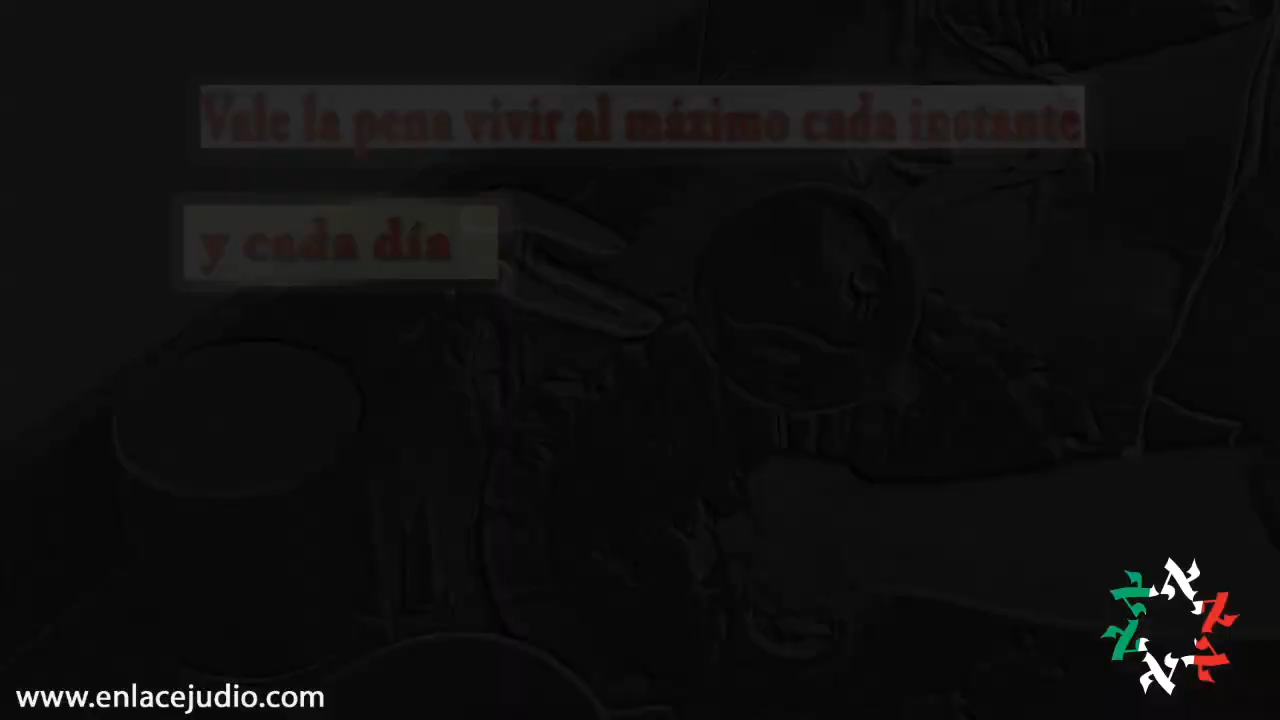 Vale la pena vivir al máximo cada instante
y cada día
www.enlacejudio.com